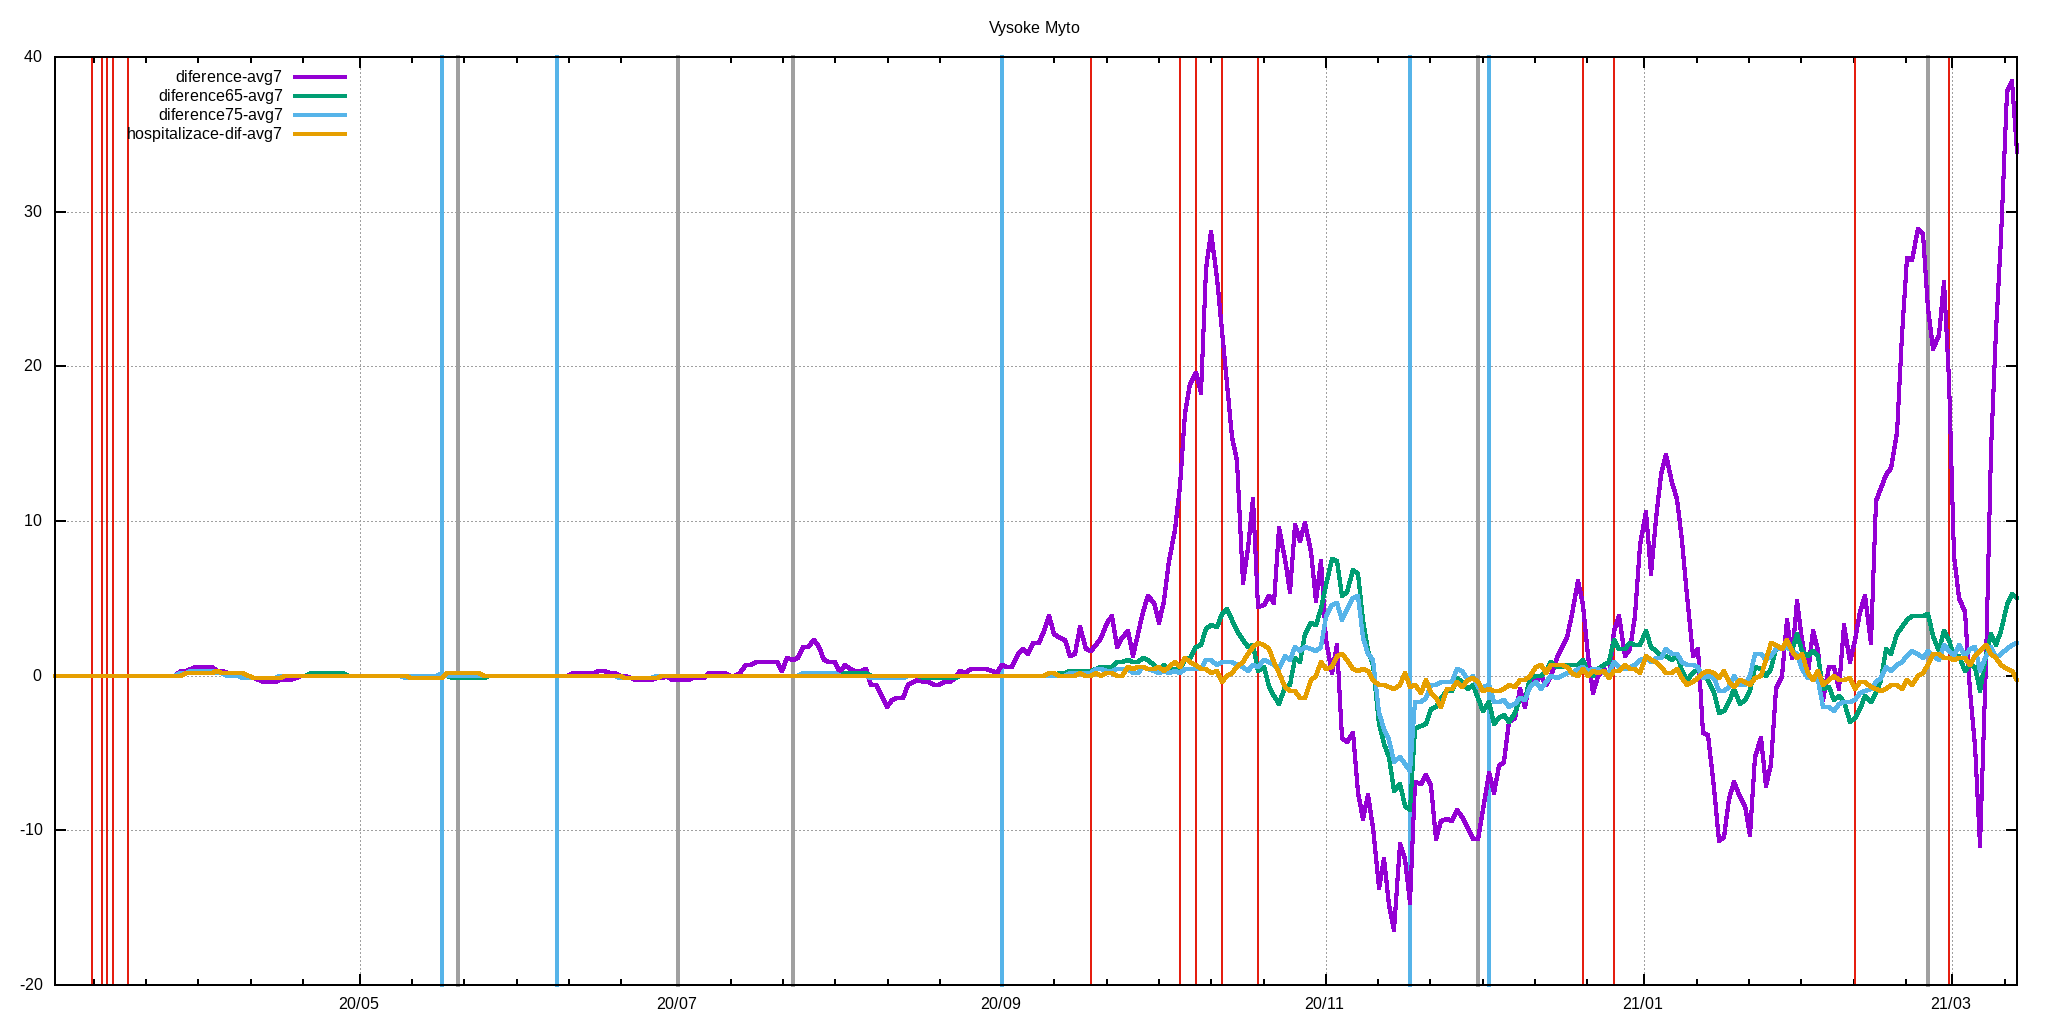 Vysoke Myto
40
30
20
10
0
-10
-20
diference-avg7
diference65-avg7
diference75-avg7
hospitalizace-dif-avg7
20/05
20/07
20/09
20/11
21/01
21/03